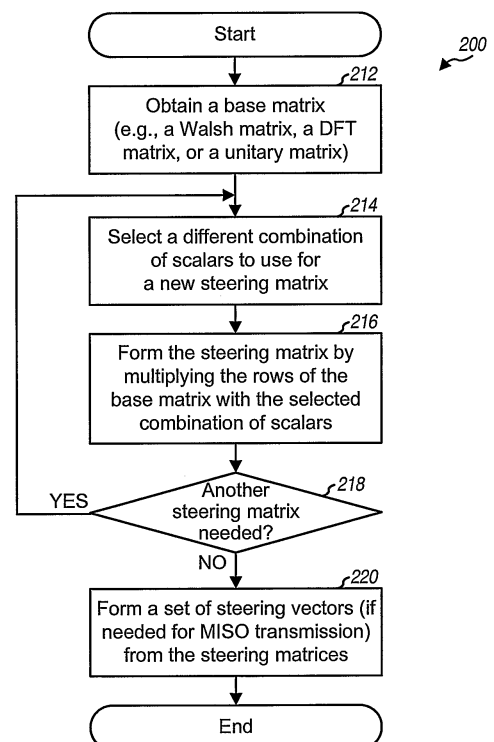 Start
200
212
Obtain a base matrix
(e.g., a Walsh matrix, a DFT
matrix, or a unitary matrix)
214
Select a different combination
of scalars to use for
a new steering matrix
216
Form the steering matrix by
multiplying the rows of the
base matrix with the selected
combination of scalars
218
Another
steering matrix
needed?
YES
NO
220
Form a set of steering vectors (if
needed for MISO transmission)
from the steering matrices
End